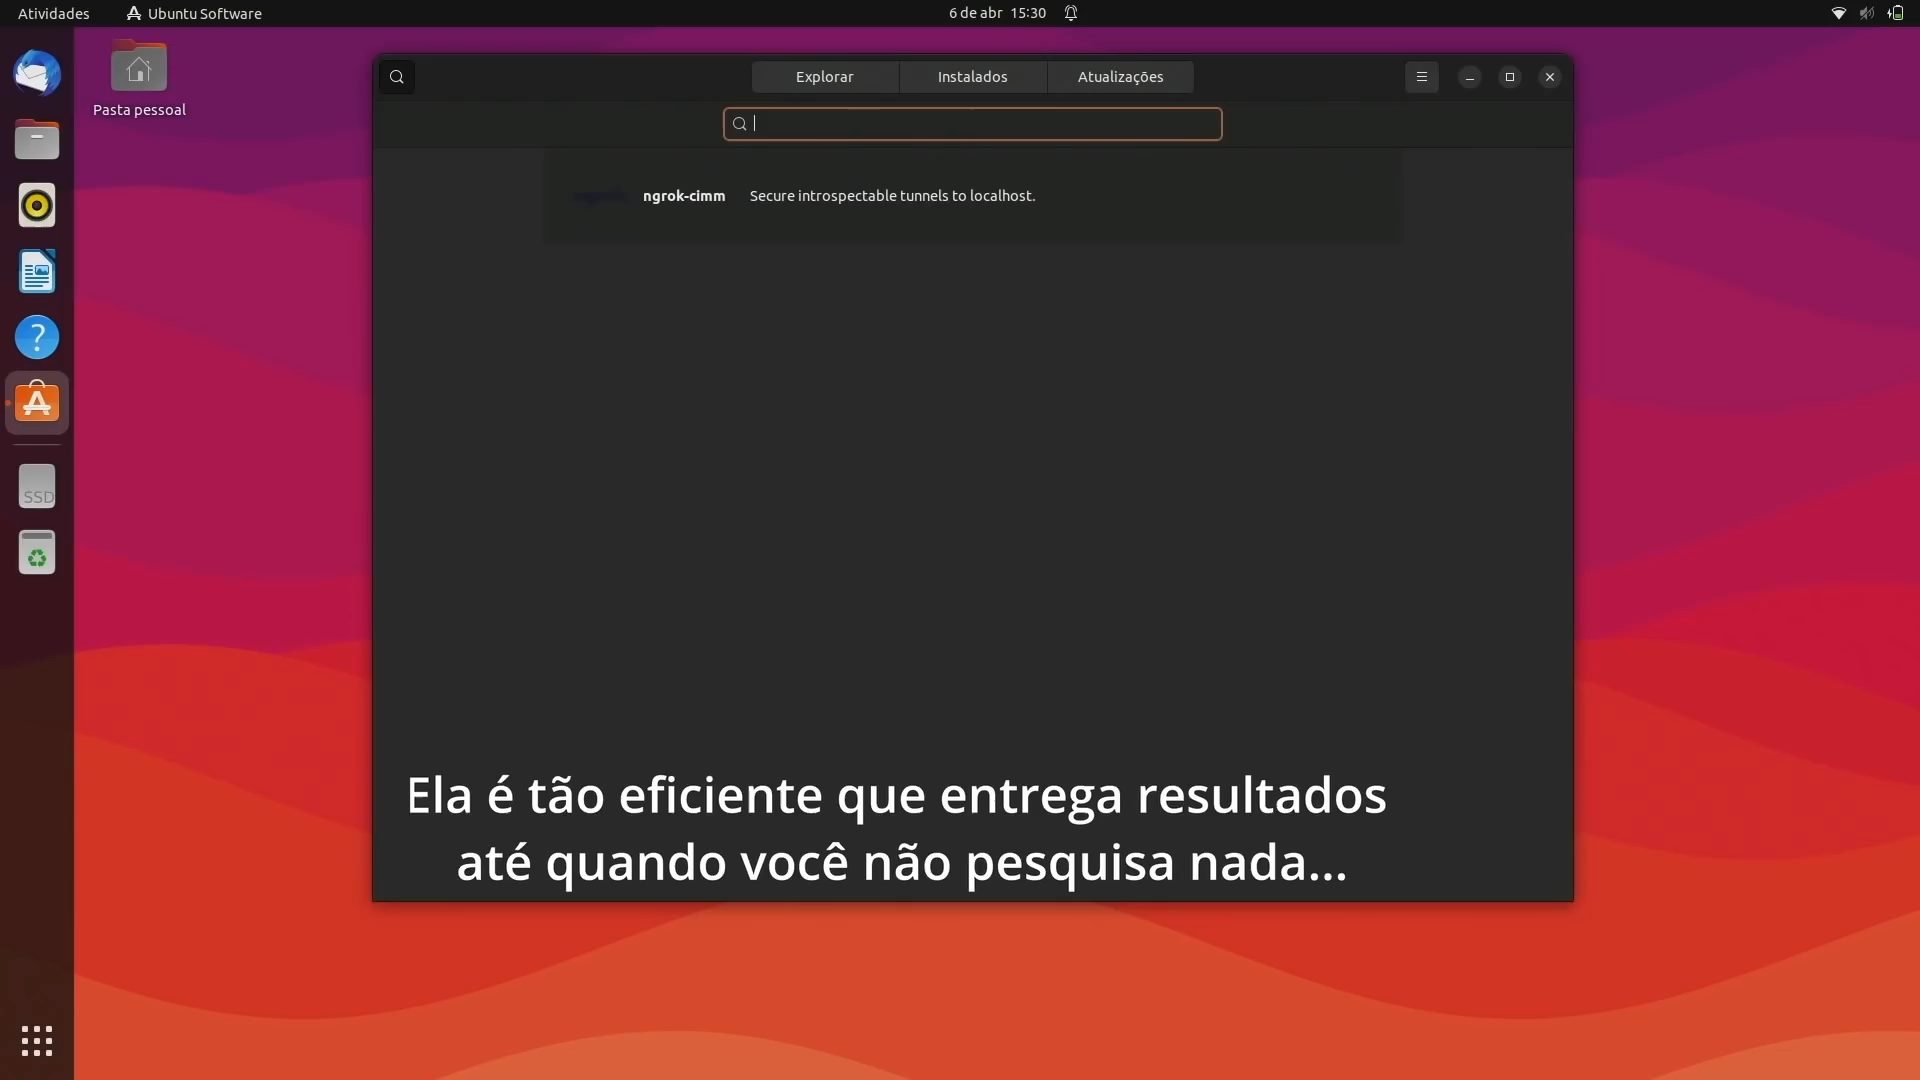 Atividades
Ubuntu Software
6 de abr 15:30
Pasta pessoal
Explorar
Instalados
Atualizações
ngrok-cimm
Secure introspectable tunnels to localhost.
SSD
Ela é tão eficiente que entrega resultados
até quando você não pesquisa nada...